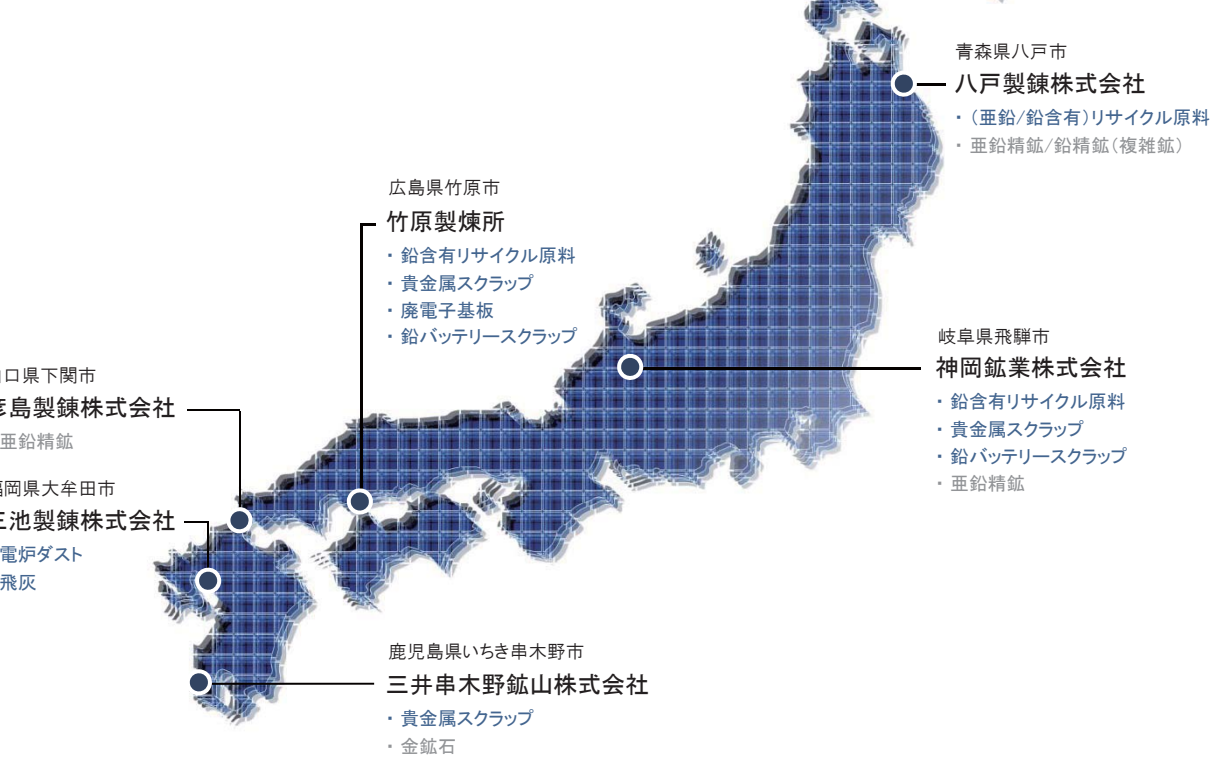 青森県八戸市
八戸製錬株式会社
・(亜鉛/鉛含有)リサイクル原料
・亜鉛精鉱/鉛精鉱(複雑鉱)
広島県竹原市
竹原製煉所
・鉛含有リサイクル原料
・貴金属スクラップ
・廃電子基板
・鉛バッテリースクラップ
岐阜県飛騨市
神岡鉱業株式会社
・鉛含有リサイクル原料
・貴金属スクラップ
・鉛バッテリースクラップ
・亜鉛精鉱
口県下関市
島製錬株式会社
亜鉛精鉱
岡県大牟田市
池製錬株式会社
電炉ダスト
飛灰
鹿児島県いちき串木野市
三井串木野鉱山株式会社
・貴金属スクラップ
・金鉱石